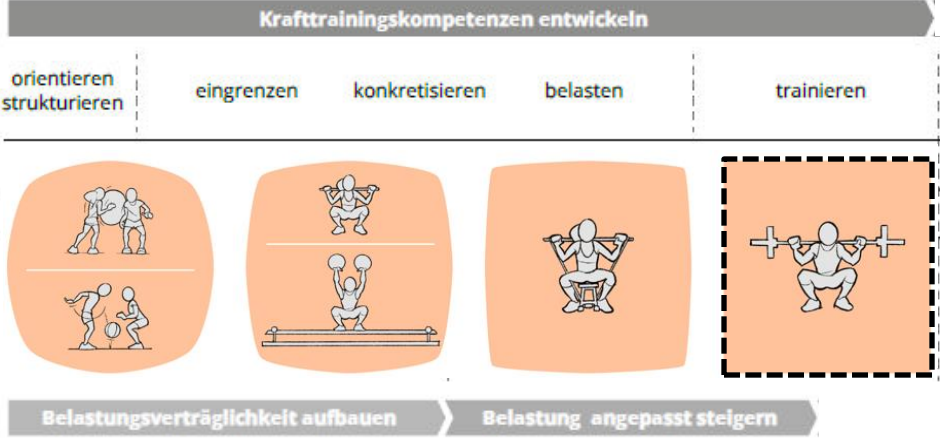 Krafttrainingskompetenzen entwickeln
orientieren
strukturieren
eingrenzen
konkretisieren
belasten
trainieren
Belastungsverträglichkeit aufbauen
Belastung angepasst steigern